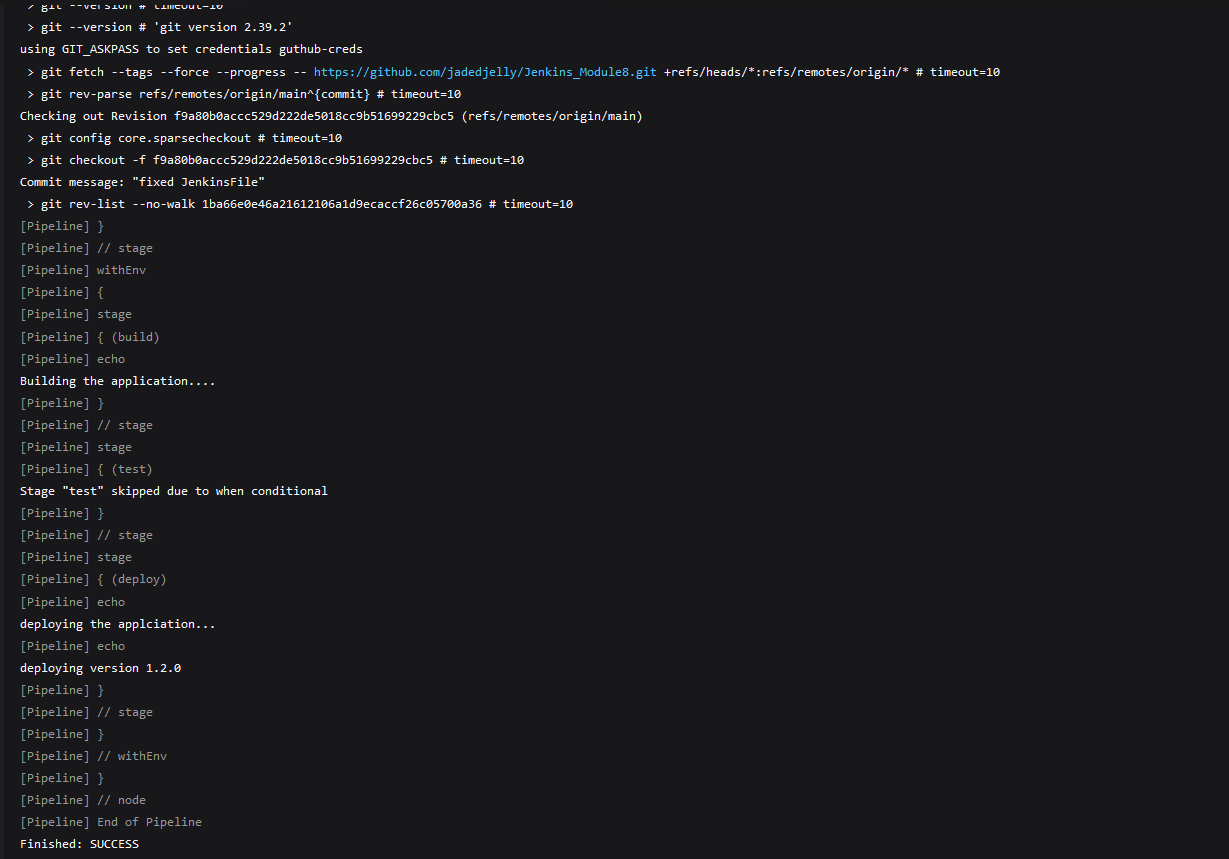 > git --version # timeout=10
> git --version # 'git version 2.39.2'
using GIT_ASKPASS to set credentials guthub-creds
> git fetch --tags --force --progress -- https://github.com/jadedjelly/Jenkins_Module8.git +refs/heads/*:refs/remotes/origin/* # timeout=10
> git rev-parse refs/remotes/origin/main^{commit} # timeout=10
Checking out Revision f9a80b0accc529d222de5018cc9b51699229cbc5 (refs/remotes/origin/main)
> git config core.sparsecheckout # timeout=10
> git checkout -f f9a80b0accc529d222de5018cc9b51699229cbc5 # timeout=10
Commit message: "fixed JenkinsFile"
> git rev-list --no-walk 1ba66e0e46a21612106a1d9ecaccf26c05700a36 # timeout=10
[Pipeline] }
[Pipeline] // stage
[Pipeline] withEnv
[Pipeline] {
[Pipeline] stage
[Pipeline] { (build)
[Pipeline] echo
Building the application....
[Pipeline] }
[Pipeline] // stage
[Pipeline] stage
[Pipeline] { (test)
Stage "test" skipped due to when conditional
[Pipeline] }
[Pipeline] // stage
[Pipeline] stage
[Pipeline] { (deploy)
[Pipeline] echo
deploying the applciation...
[Pipeline] echo
deploying version 1.2.0
[Pipeline] }
[Pipeline] // stage
[Pipeline] }
[Pipeline] // withEnv
[Pipeline] }
[Pipeline] // node
[Pipeline] End of Pipeline
Finished: SUCCESS